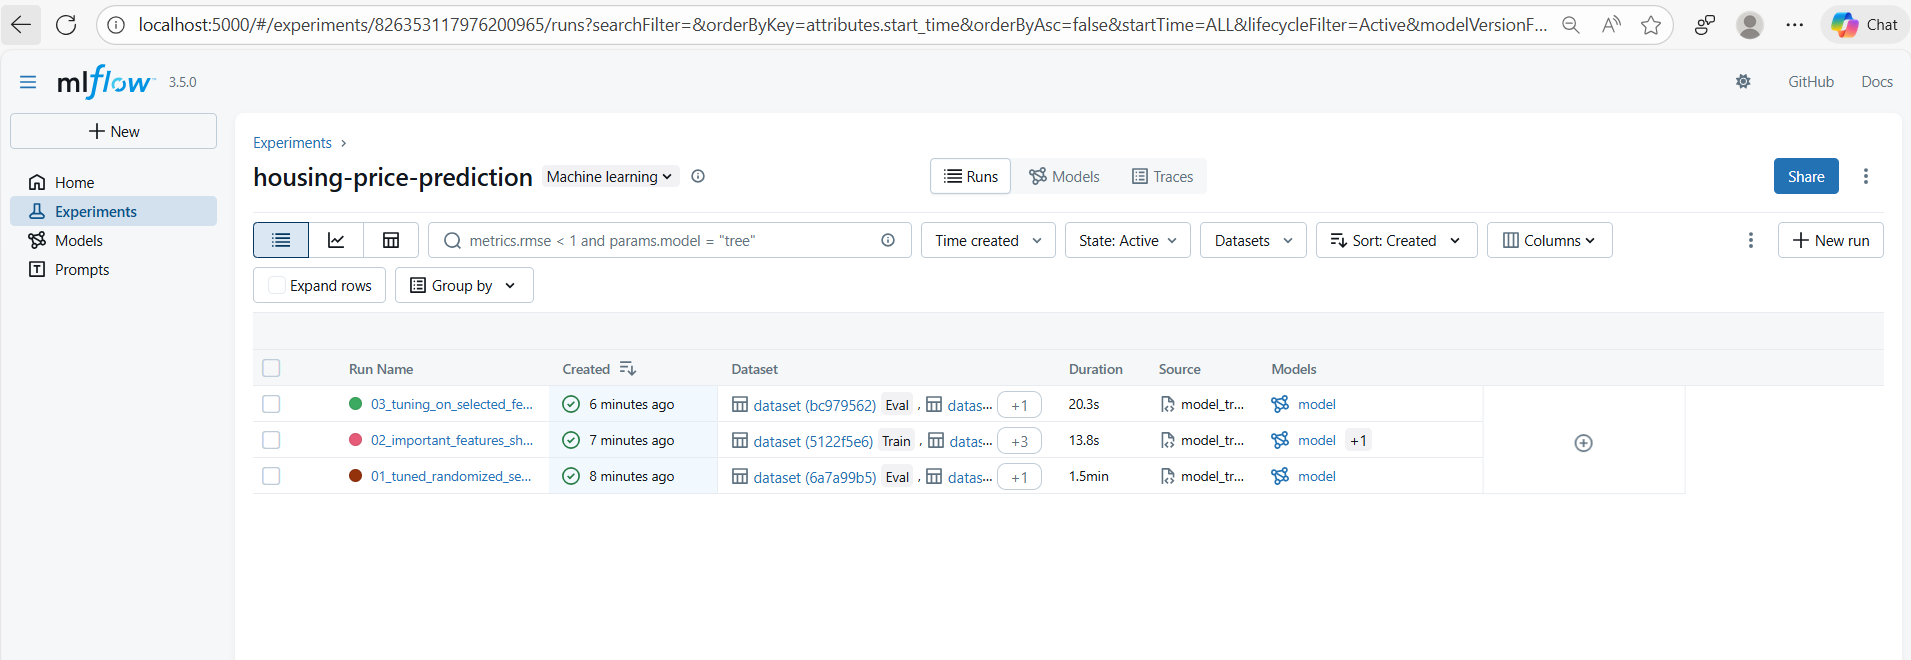 localhost:5000/#/experiments/826353117976200965/runs?searchFilter=&orderByKey=attributes.start_time&orderByAsc=false&startTime=ALL&lifecycleFilter=Active&modelVersionF...
Chat
mlflow 3.5.0
GitHub Docs
New
Home
Experiments
Models
Prompts
Experiments
housing-price-prediction Machine learning
Runs Models Traces
Share
metrics.rmse < 1 and params.model = "tree"
Time created State: Active Datasets Sort: Created Columns New run
Expand rows Group by
Run Name Created Dataset Duration Source Models
03_tuning_on_selected_fe... 6 minutes ago dataset (bc979562) Eval , datas... +1 20.3s model_tr... model
02_important_features_sh... 7 minutes ago dataset (5122f5e6) Train , datas... +3 13.8s model_tr... model +1
01_tuned_randomized_se... 8 minutes ago dataset (6a7a99b5) Eval , datas... +1 1.5min model_tr... model